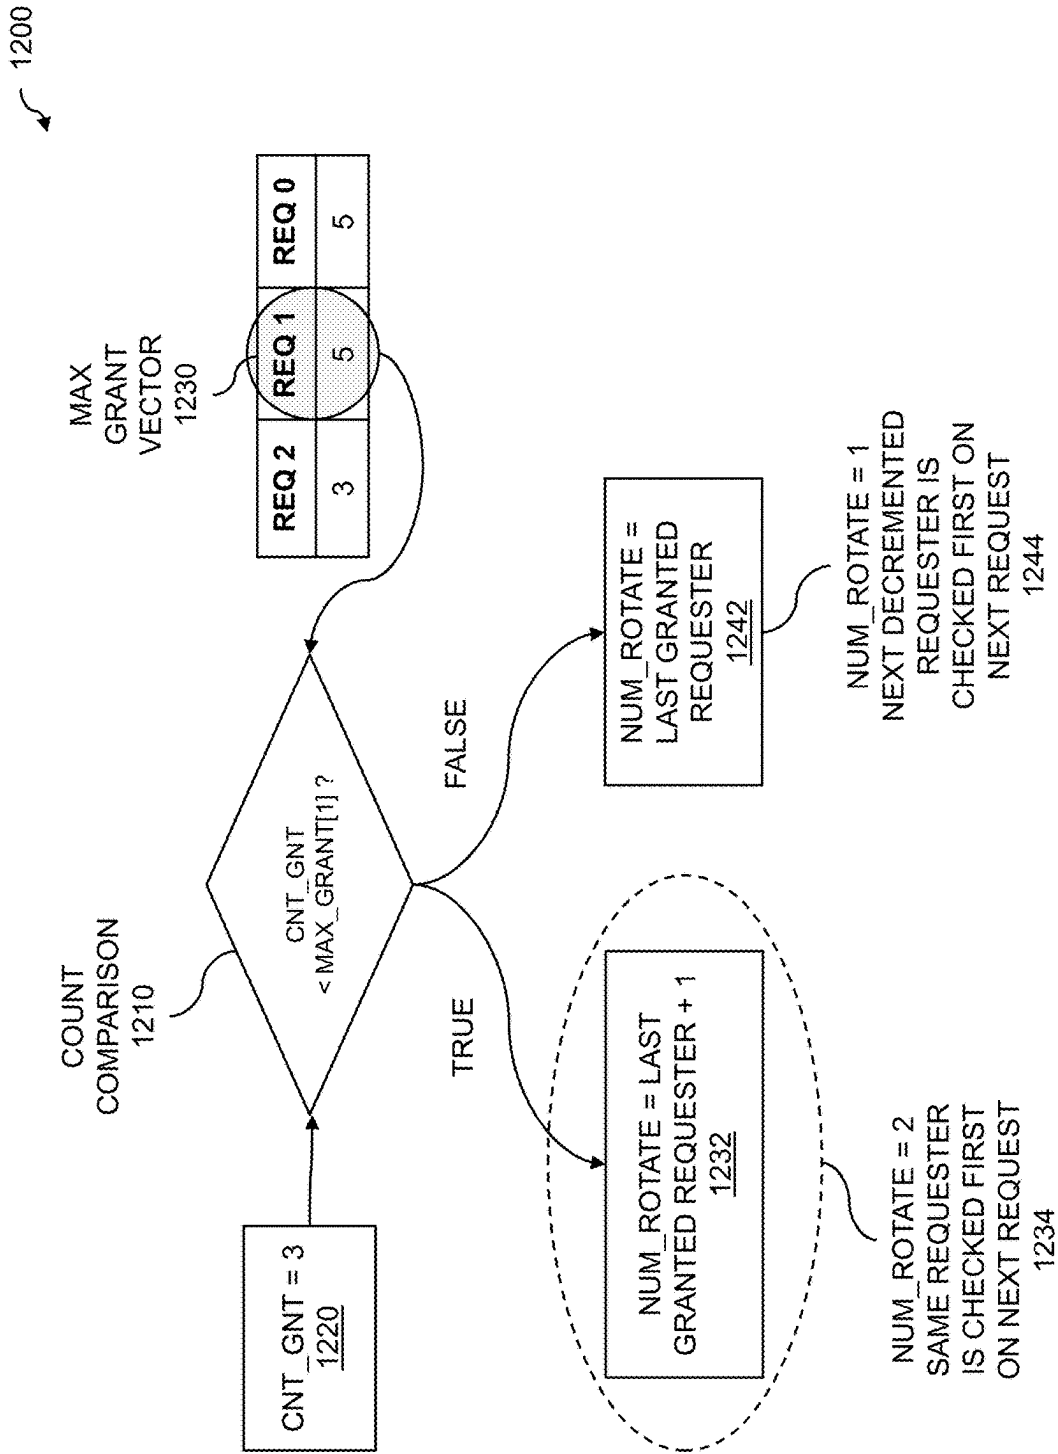 1200
MAX
GRANT
VECTOR
1230
REQ 2 REQ 1 REQ 0
3 5 5
COUNT
COMPARISON
1210
CNT_GNT = 3
1220
CNT_GNT
< MAX_GRANT[1] ?
TRUE
FALSE
NUM_ROTATE = LAST
GRANTED REQUESTER + 1
1232
NUM_ROTATE =
LAST GRANTED
REQUESTER
1242
NUM_ROTATE = 2
SAME REQUESTER
IS CHECKED FIRST
ON NEXT REQUEST
1234
NUM_ROTATE = 1
NEXT DECREMENTED
REQUESTER IS
CHECKED FIRST ON
NEXT REQUEST
1244